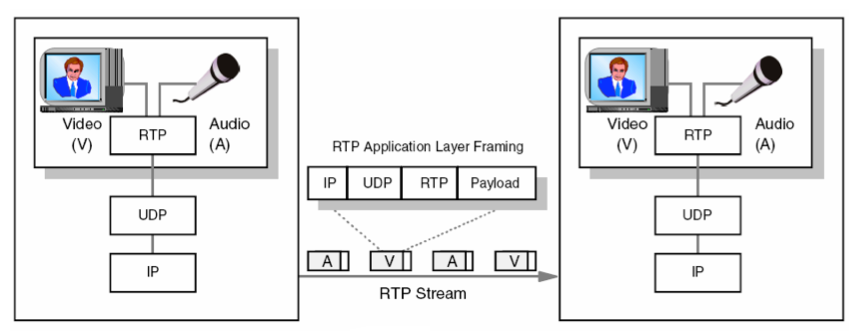 Video
(V)
RTP
Audio
(A)
UDP
IP
RTP Application Layer Framing
IP UDP RTP Payload
A V A V
RTP Stream
Video
(V)
RTP
Audio
(A)
UDP
IP